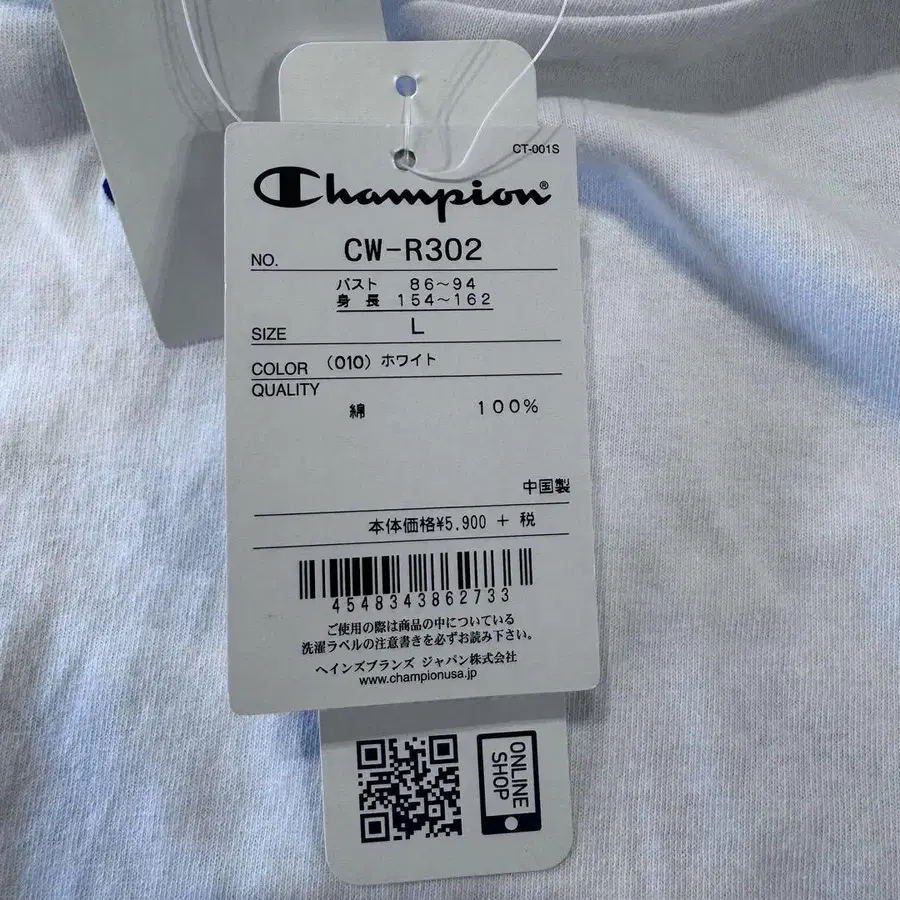 CT-001S
Champion®
NO. CW-R302
バスト 86～94
身長 154～162
SIZE L
COLOR (010) ホワイト
QUALITY
綿 100%
中国製
本体価格¥5,900 + 税
4548343862733
ご使用の際は商品の中についている
洗濯ラベルの注意書きを必ずお読み下さい。
ヘインズブランズ ジャパン株式会社
www.championusa.jp
ONLINE
SHOP